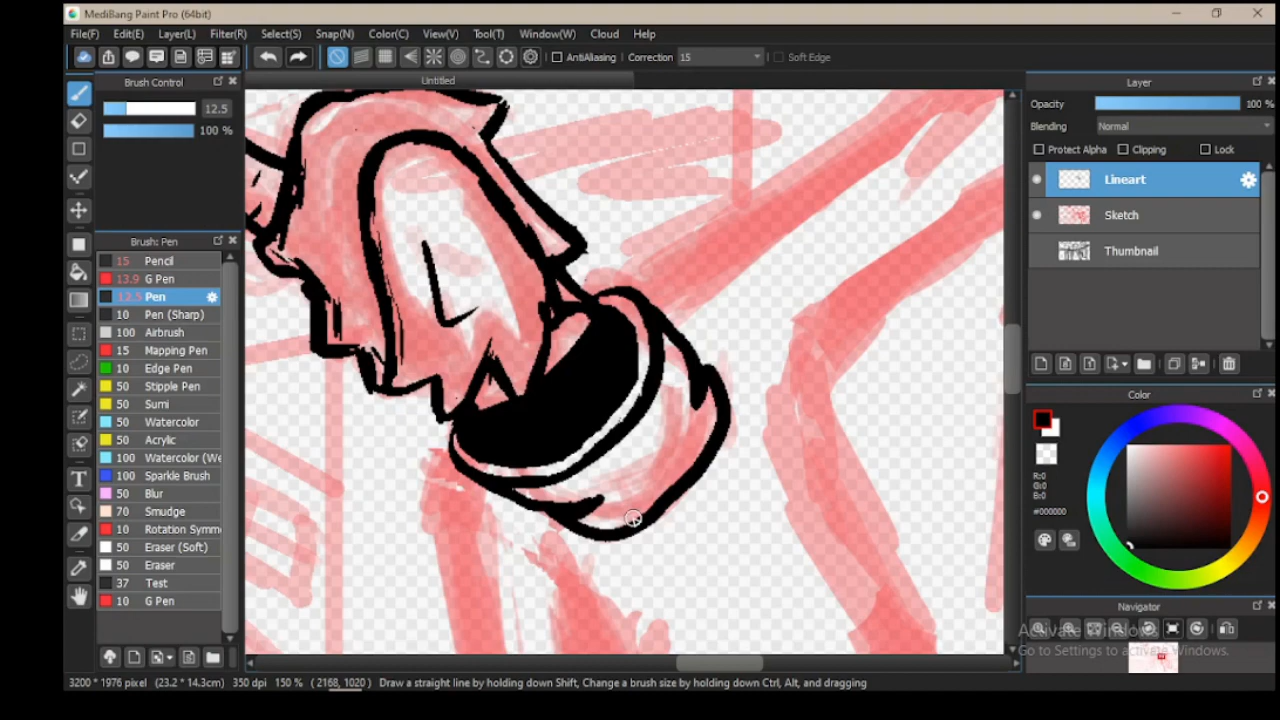 MediBang Paint Pro (64bit)
File(F) Edit(E) Layer(L) Filter(R) Select(S) Snap(N) Color(C) View(V) Tool(T) Window(W) Cloud Help
AntiAliasing Correction 15 Soft Edge
Brush Control
Untitled
Layer
12.5
100 %
Opacity 100 %
Blending Normal
Protect Alpha Clipping Lock
Lineart
Sketch
Thumbnail
Brush: Pen
15 Pencil
13.9 G Pen
12.5 Pen
10 Pen (Sharp)
100 Airbrush
15 Mapping Pen
10 Edge Pen
50 Stipple Pen
50 Sumi
50 Watercolor
50 Acrylic
100 Watercolor (We
100 Sparkle Brush
50 Blur
70 Smudge
10 Rotation Symm
50 Eraser (Soft)
50 Eraser
37 Test
10 G Pen
Color
R:0
G:0
B:0
#000000
Navigator
Activate Windows
Go to Settings to activate Windows.
3200 * 1976 pixel (23.2 * 14.3cm) 350 dpi 150 % ( 2168, 1020 ) Draw a straight line by holding down Shift, Change a brush size by holding down Ctrl, Alt, and dragging